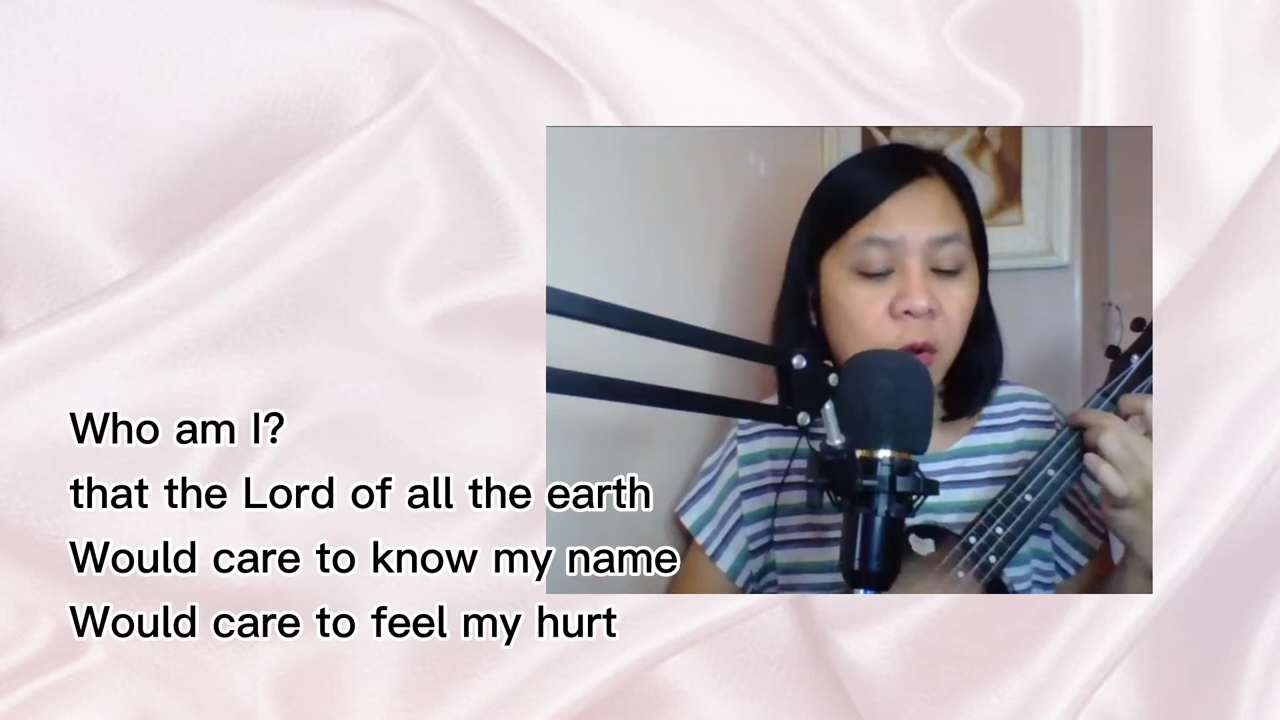 Who am I?
that the Lord of all the earth
Would care to know my name
Would care to feel my hurt